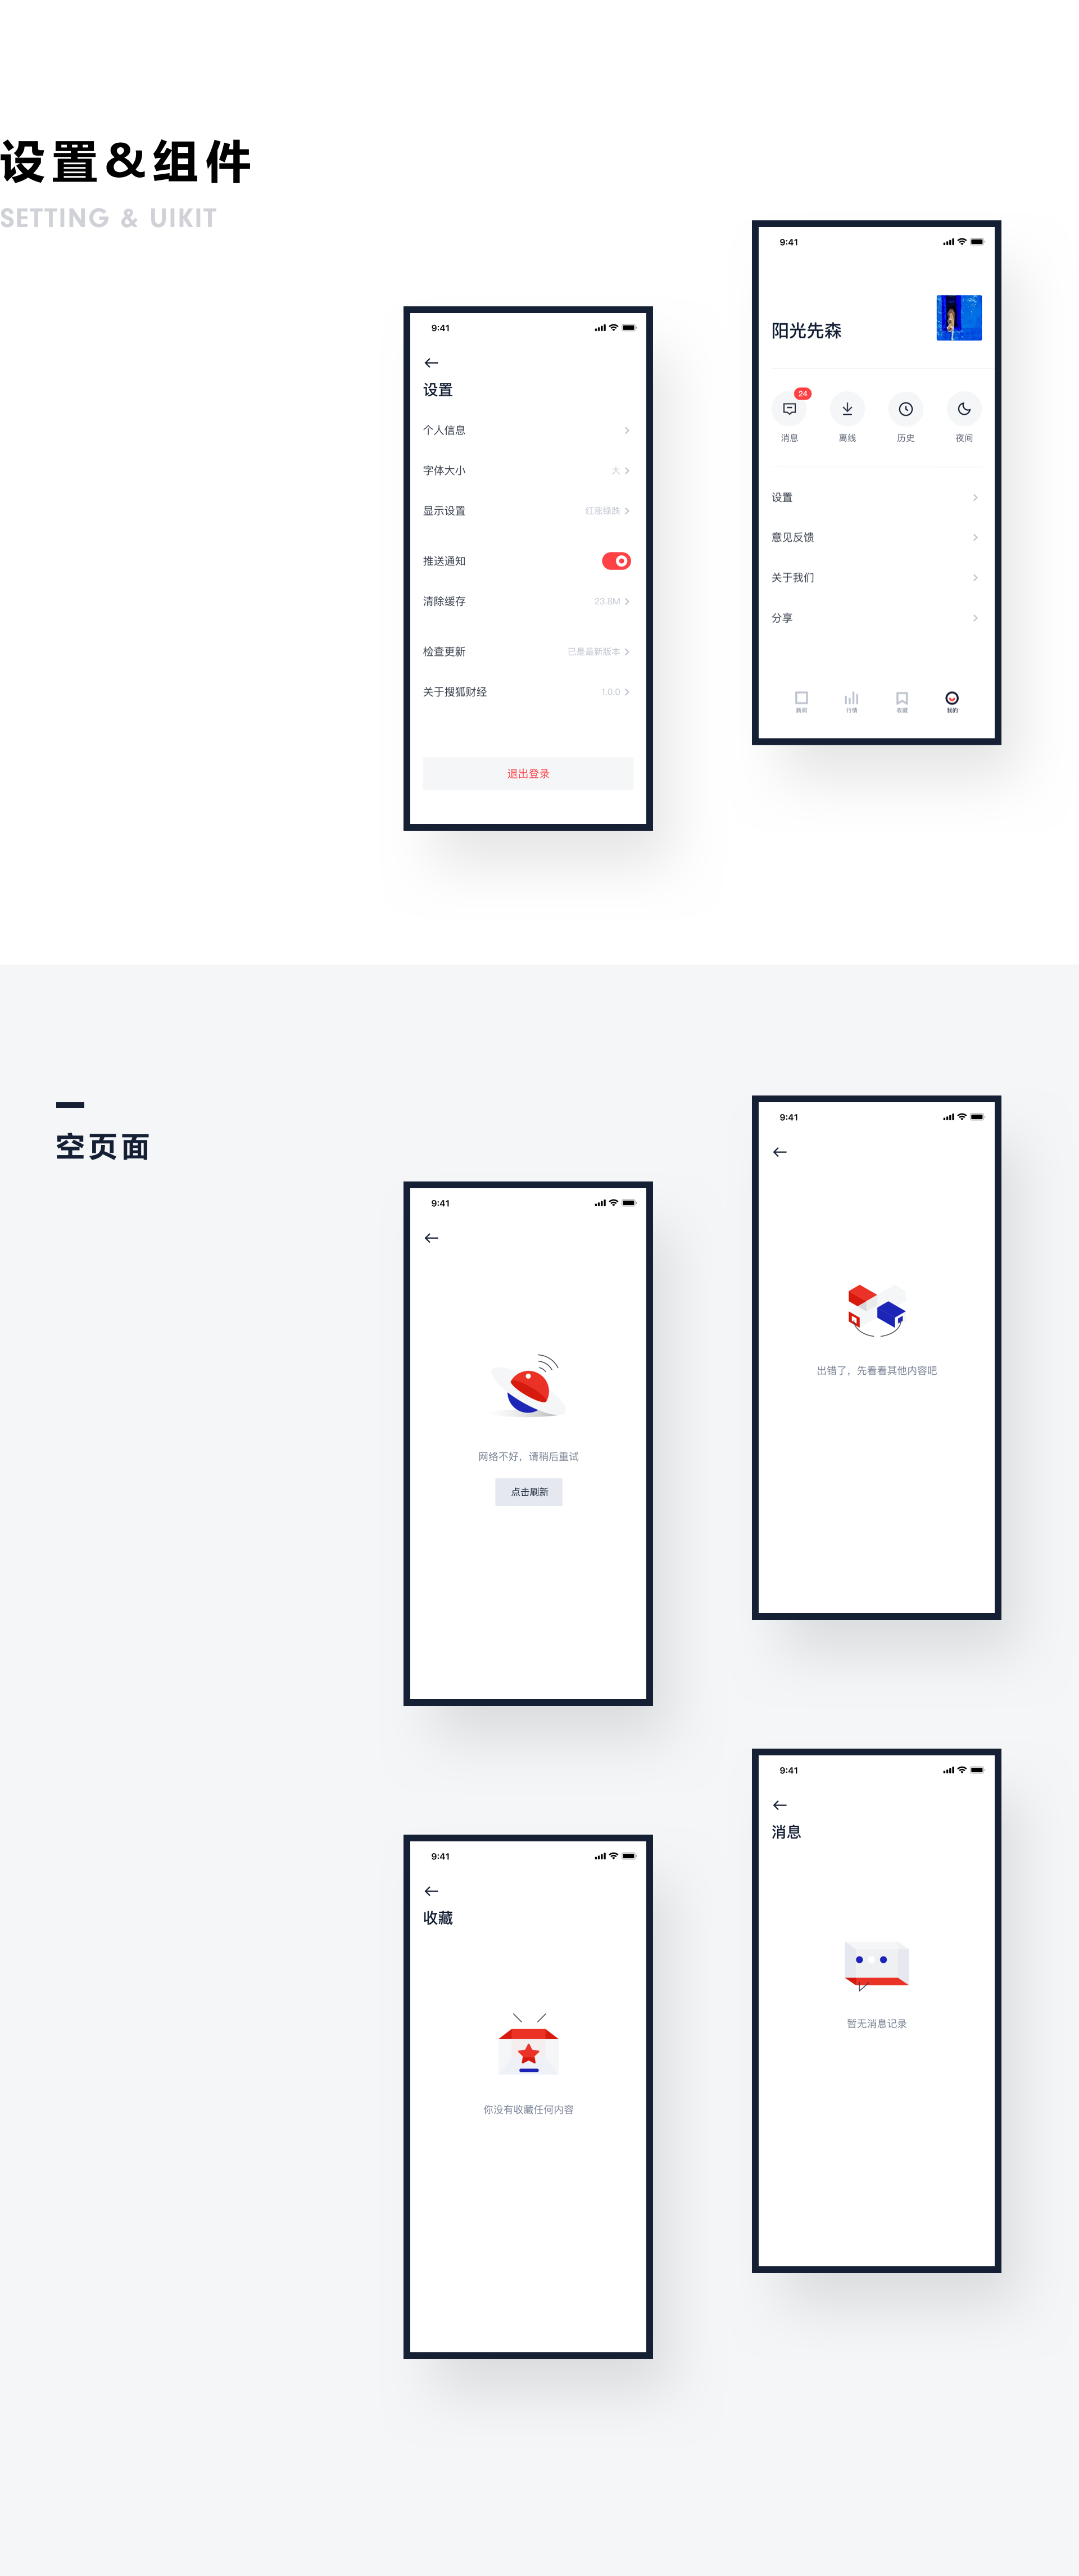 设置&组件
SETTING & UIKIT
9:41
设置
个人信息
字体大小 大
显示设置 红涨绿跌
推送通知
清除缓存 23.8M
检查更新 已是最新版本
关于搜狐财经 1.0.0
退出登录
9:41
阳光先森
24
消息 离线 历史 夜间
设置
意见反馈
关于我们
分享
新闻 行情 收藏 我的
空页面
9:41
网络不好，请稍后重试
点击刷新
9:41
出错了，先看看其他内容吧
9:41
收藏
你没有收藏任何内容
9:41
消息
暂无消息记录